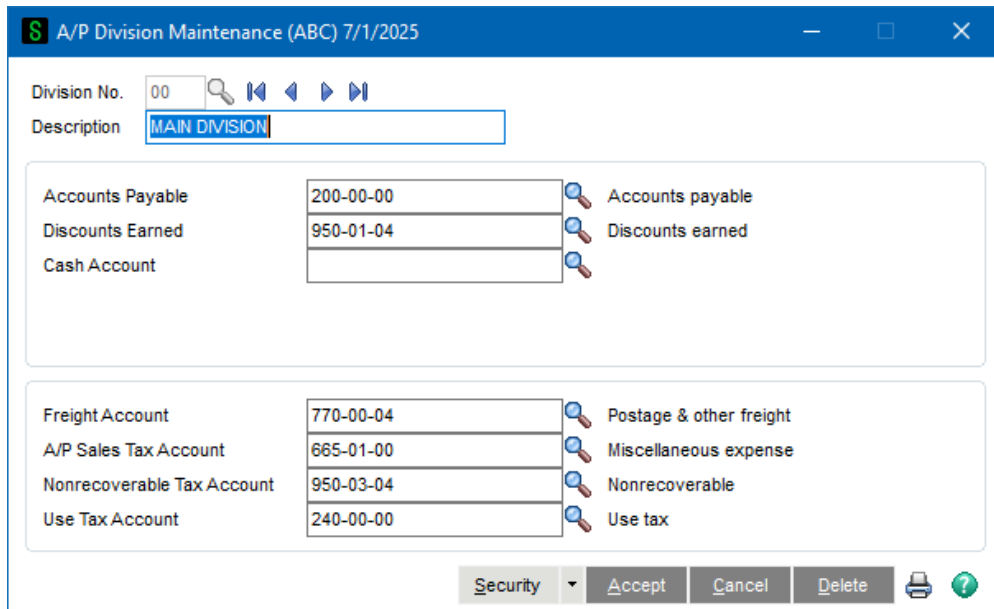 S A/P Division Maintenance (ABC) 7/1/2025
Division No. 00
Description MAIN DIVISION
Accounts Payable 200-00-00 Accounts payable
Discounts Earned 950-01-04 Discounts earned
Cash Account
Freight Account 770-00-04 Postage & other freight
A/P Sales Tax Account 665-01-00 Miscellaneous expense
Nonrecoverable Tax Account 950-03-04 Nonrecoverable
Use Tax Account 240-00-00 Use tax
Security Accept Cancel Delete ?